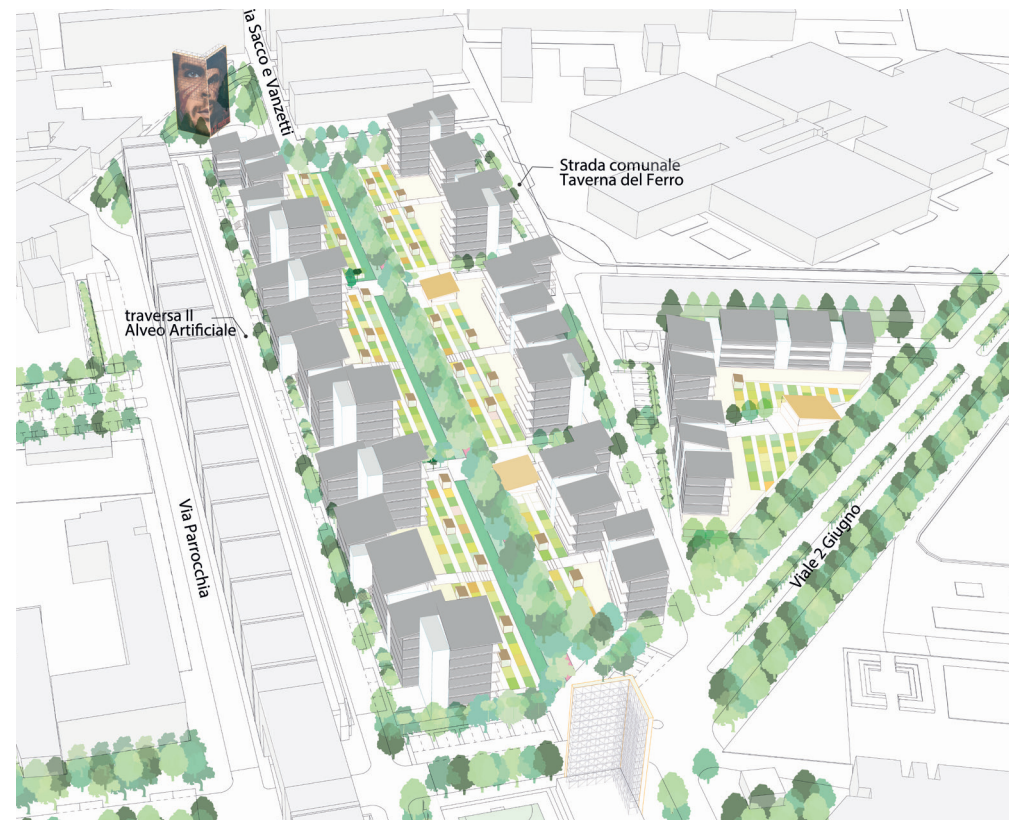 ia Sacco e Vanzetti
Strada comunale
Taverna del Ferro
traversa II
Alveo Artificiale
Via Parrocchia
Viale 2 Giugno